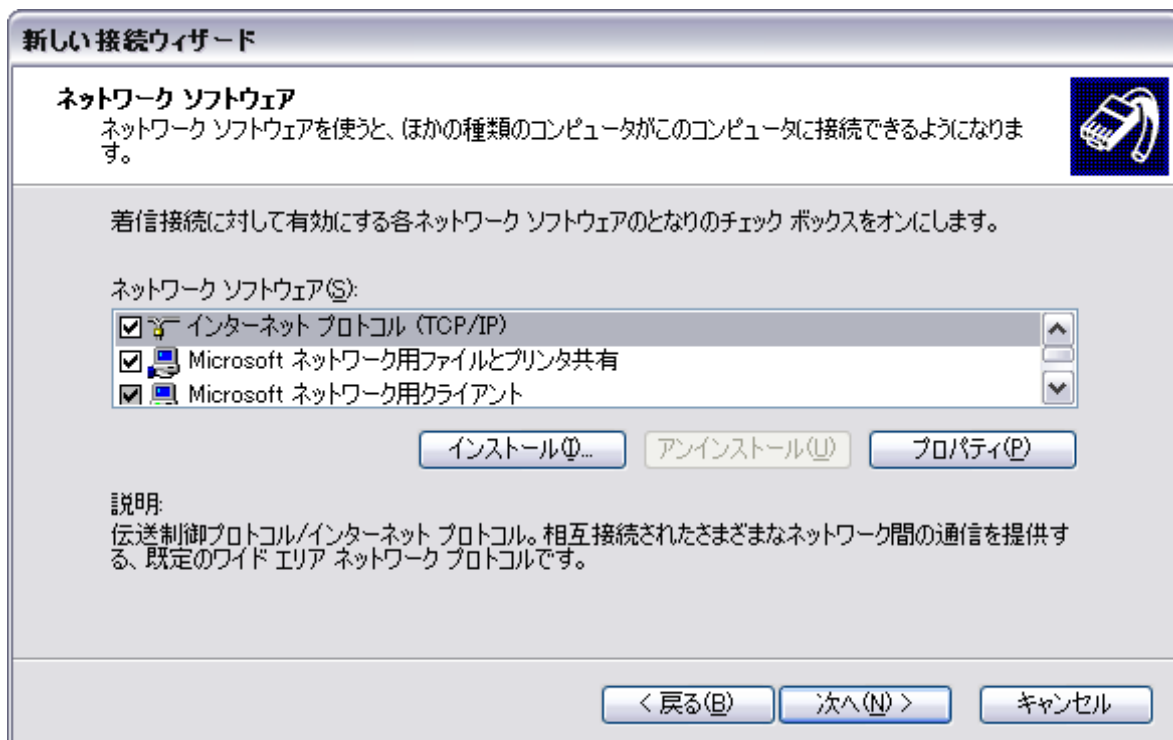 新しい接続ウィザード
ネットワーク ソフトウェア
ネットワーク ソフトウェアを使うと、ほかの種類のコンピュータがこのコンピュータに接続できるようになりま
す。
着信接続に対して有効にする各ネットワーク ソフトウェアのとなりのチェック ボックスをオンにします。
ネットワーク ソフトウェア(S):
インターネット プロトコル (TCP/IP)
Microsoft ネットワーク用ファイルとプリンタ共有
Microsoft ネットワーク用クライアント
インストール(I)... アンインストール(U) プロパティ(P)
説明:
伝送制御プロトコル/インターネット プロトコル。相互接続されたさまざまなネットワーク間の通信を提供す
る、既定のワイド エリア ネットワーク プロトコルです。
< 戻る(B) 次へ(N) > キャンセル